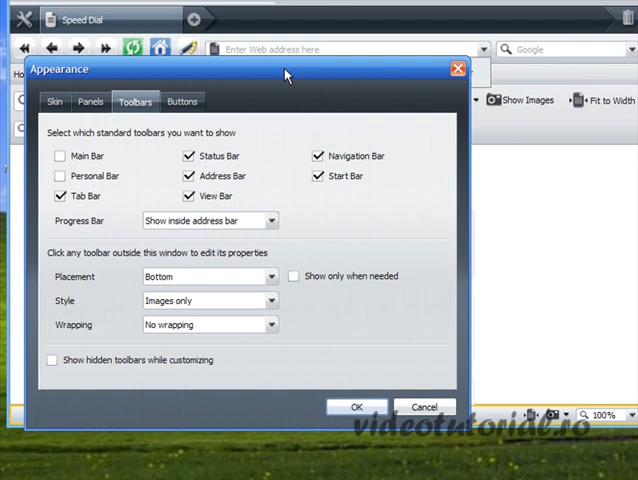 Speed Dial
Enter Web address here
Google
Appearance
Show Images
Fit to Width
Skin
Panels
Toolbars
Buttons
Select which standard toolbars you want to show
Main Bar
Status Bar
Navigation Bar
Personal Bar
Address Bar
Start Bar
Tab Bar
View Bar
Progress Bar
Show inside address bar
Click any toolbar outside this window to edit its properties
Placement
Bottom
Show only when needed
Style
Images only
Wrapping
No wrapping
Show hidden toolbars while customizing
OK
Cancel
100%
videotutorial.ro